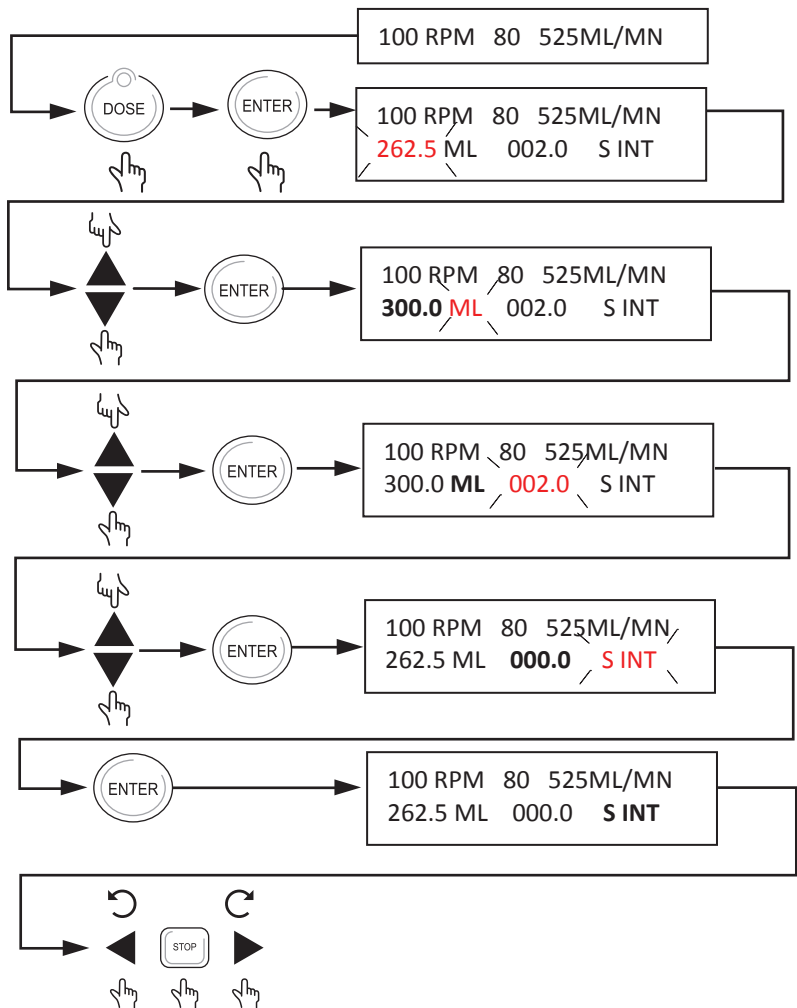 100 RPM 80 525ML/MN
DOSE
ENTER
100 RPM 80 525ML/MN
262.5 ML 002.0 S INT
ENTER
100 RPM 80 525ML/MN
300.0 ML 002.0 S INT
ENTER
100 RPM 80 525ML/MN
300.0 ML 002.0 S INT
ENTER
100 RPM 80 525ML/MN
262.5 ML 000.0 S INT
ENTER
100 RPM 80 525ML/MN
262.5 ML 000.0 S INT
STOP